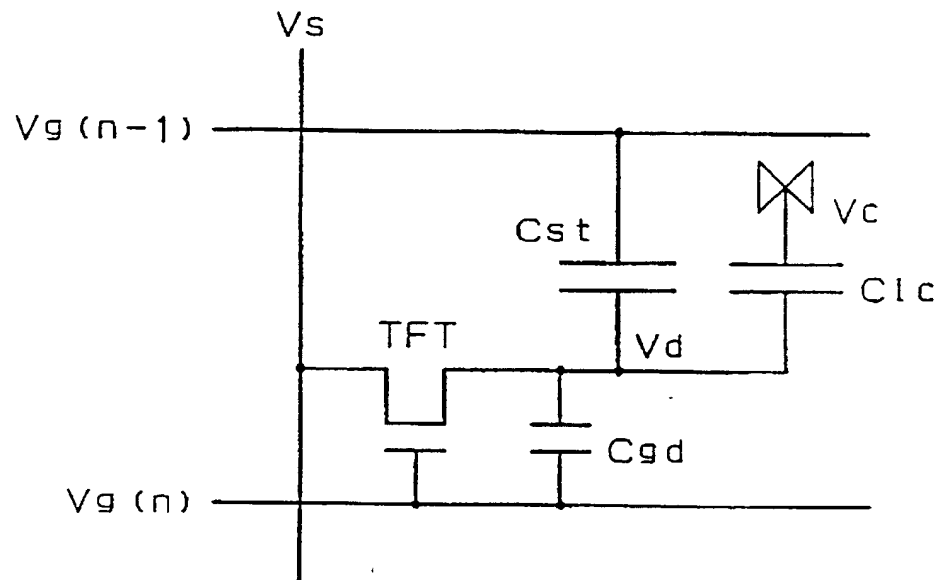 Vs
Vg (n-1)
Vc
Cst
Clc
TFT
Vd
Cgd
Vg (n)